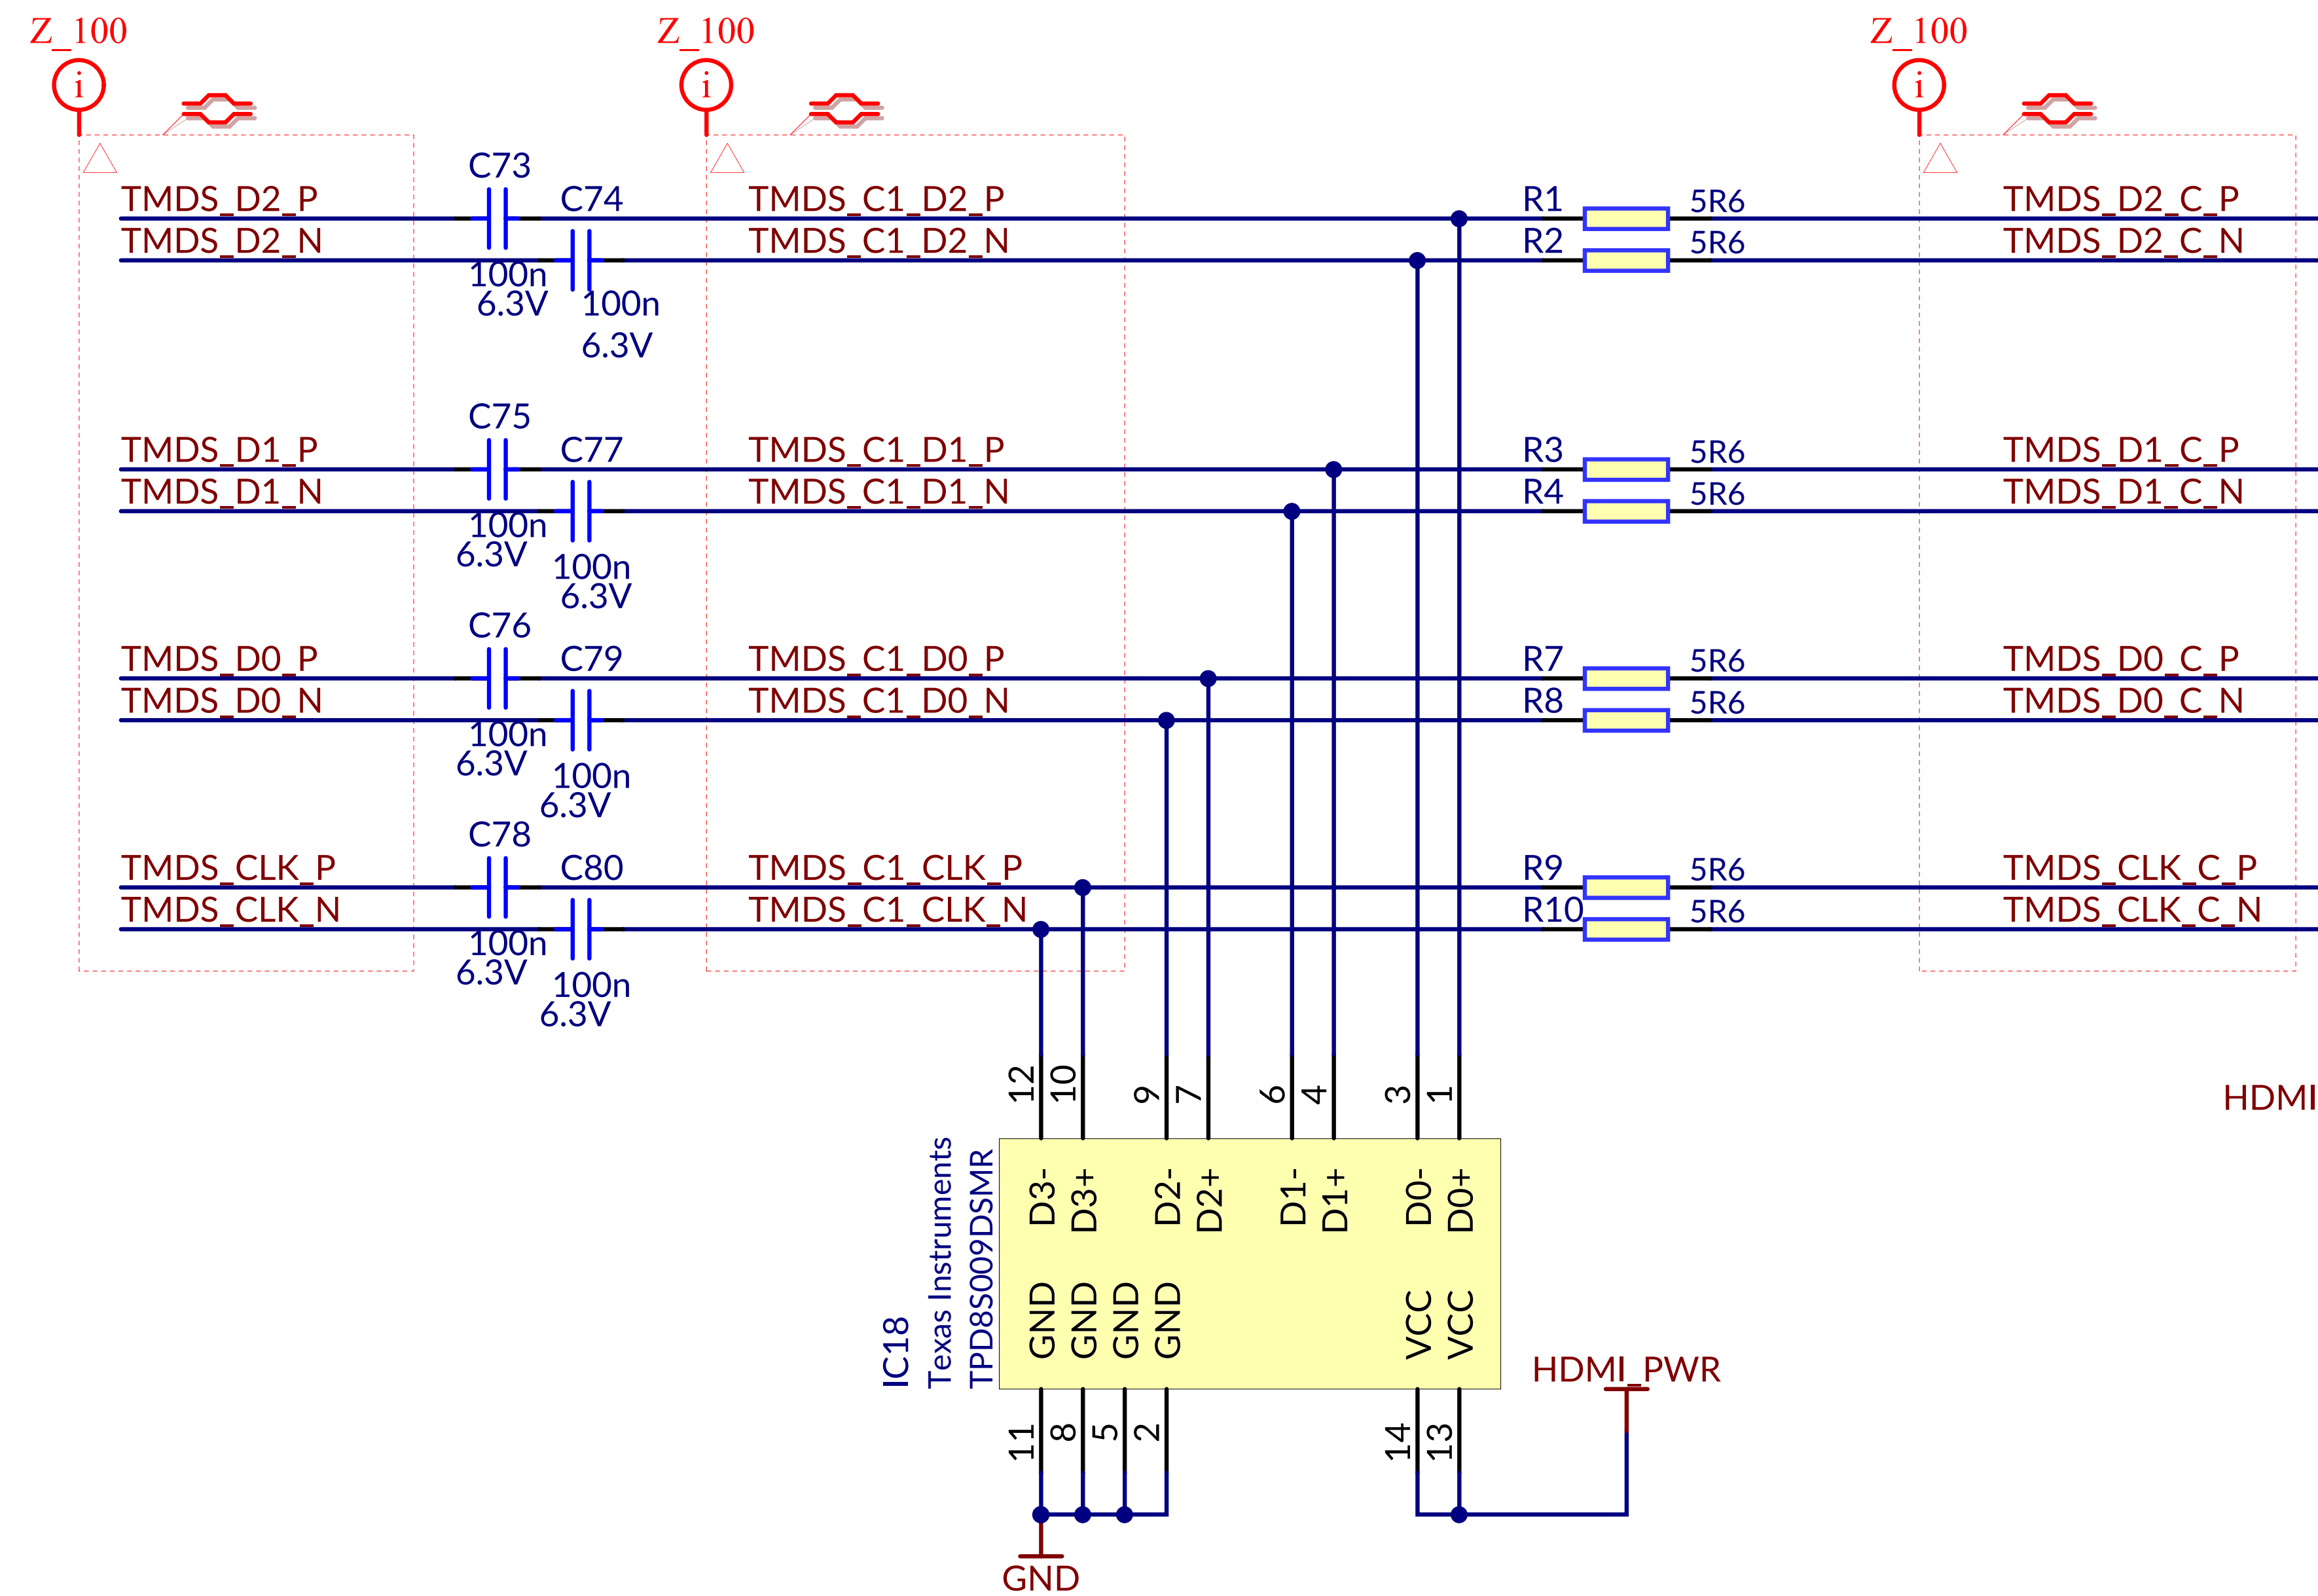 Z_100 Z_100 Z_100
i i i
C73
TMDS_D2_P C74 TMDS_C1_D2_P R1 5R6 TMDS_D2_C_P
TMDS_D2_N TMDS_C1_D2_N R2 5R6 TMDS_D2_C_N
100n
6.3V 100n
6.3V
C75
TMDS_D1_P C77 TMDS_C1_D1_P R3 5R6 TMDS_D1_C_P
TMDS_D1_N TMDS_C1_D1_N R4 5R6 TMDS_D1_C_N
100n
6.3V 100n
6.3V
C76
TMDS_D0_P C79 TMDS_C1_D0_P R7 5R6 TMDS_D0_C_P
TMDS_D0_N TMDS_C1_D0_N R8 5R6 TMDS_D0_C_N
100n
6.3V 100n
6.3V
C78
TMDS_CLK_P C80 TMDS_C1_CLK_P R9 5R6 TMDS_CLK_C_P
TMDS_CLK_N TMDS_C1_CLK_N R10 5R6 TMDS_CLK_C_N
100n
6.3V 100n
6.3V
12 10 9 7 6 4 3 1
HDMI
D3- D3+ D2- D2+ D1- D1+ D0- D0+
GND GND GND GND VCC VCC
IC18
Texas Instruments
TPD8S009DSMR
HDMI_PWR
11 8 5 2 14 13
GND